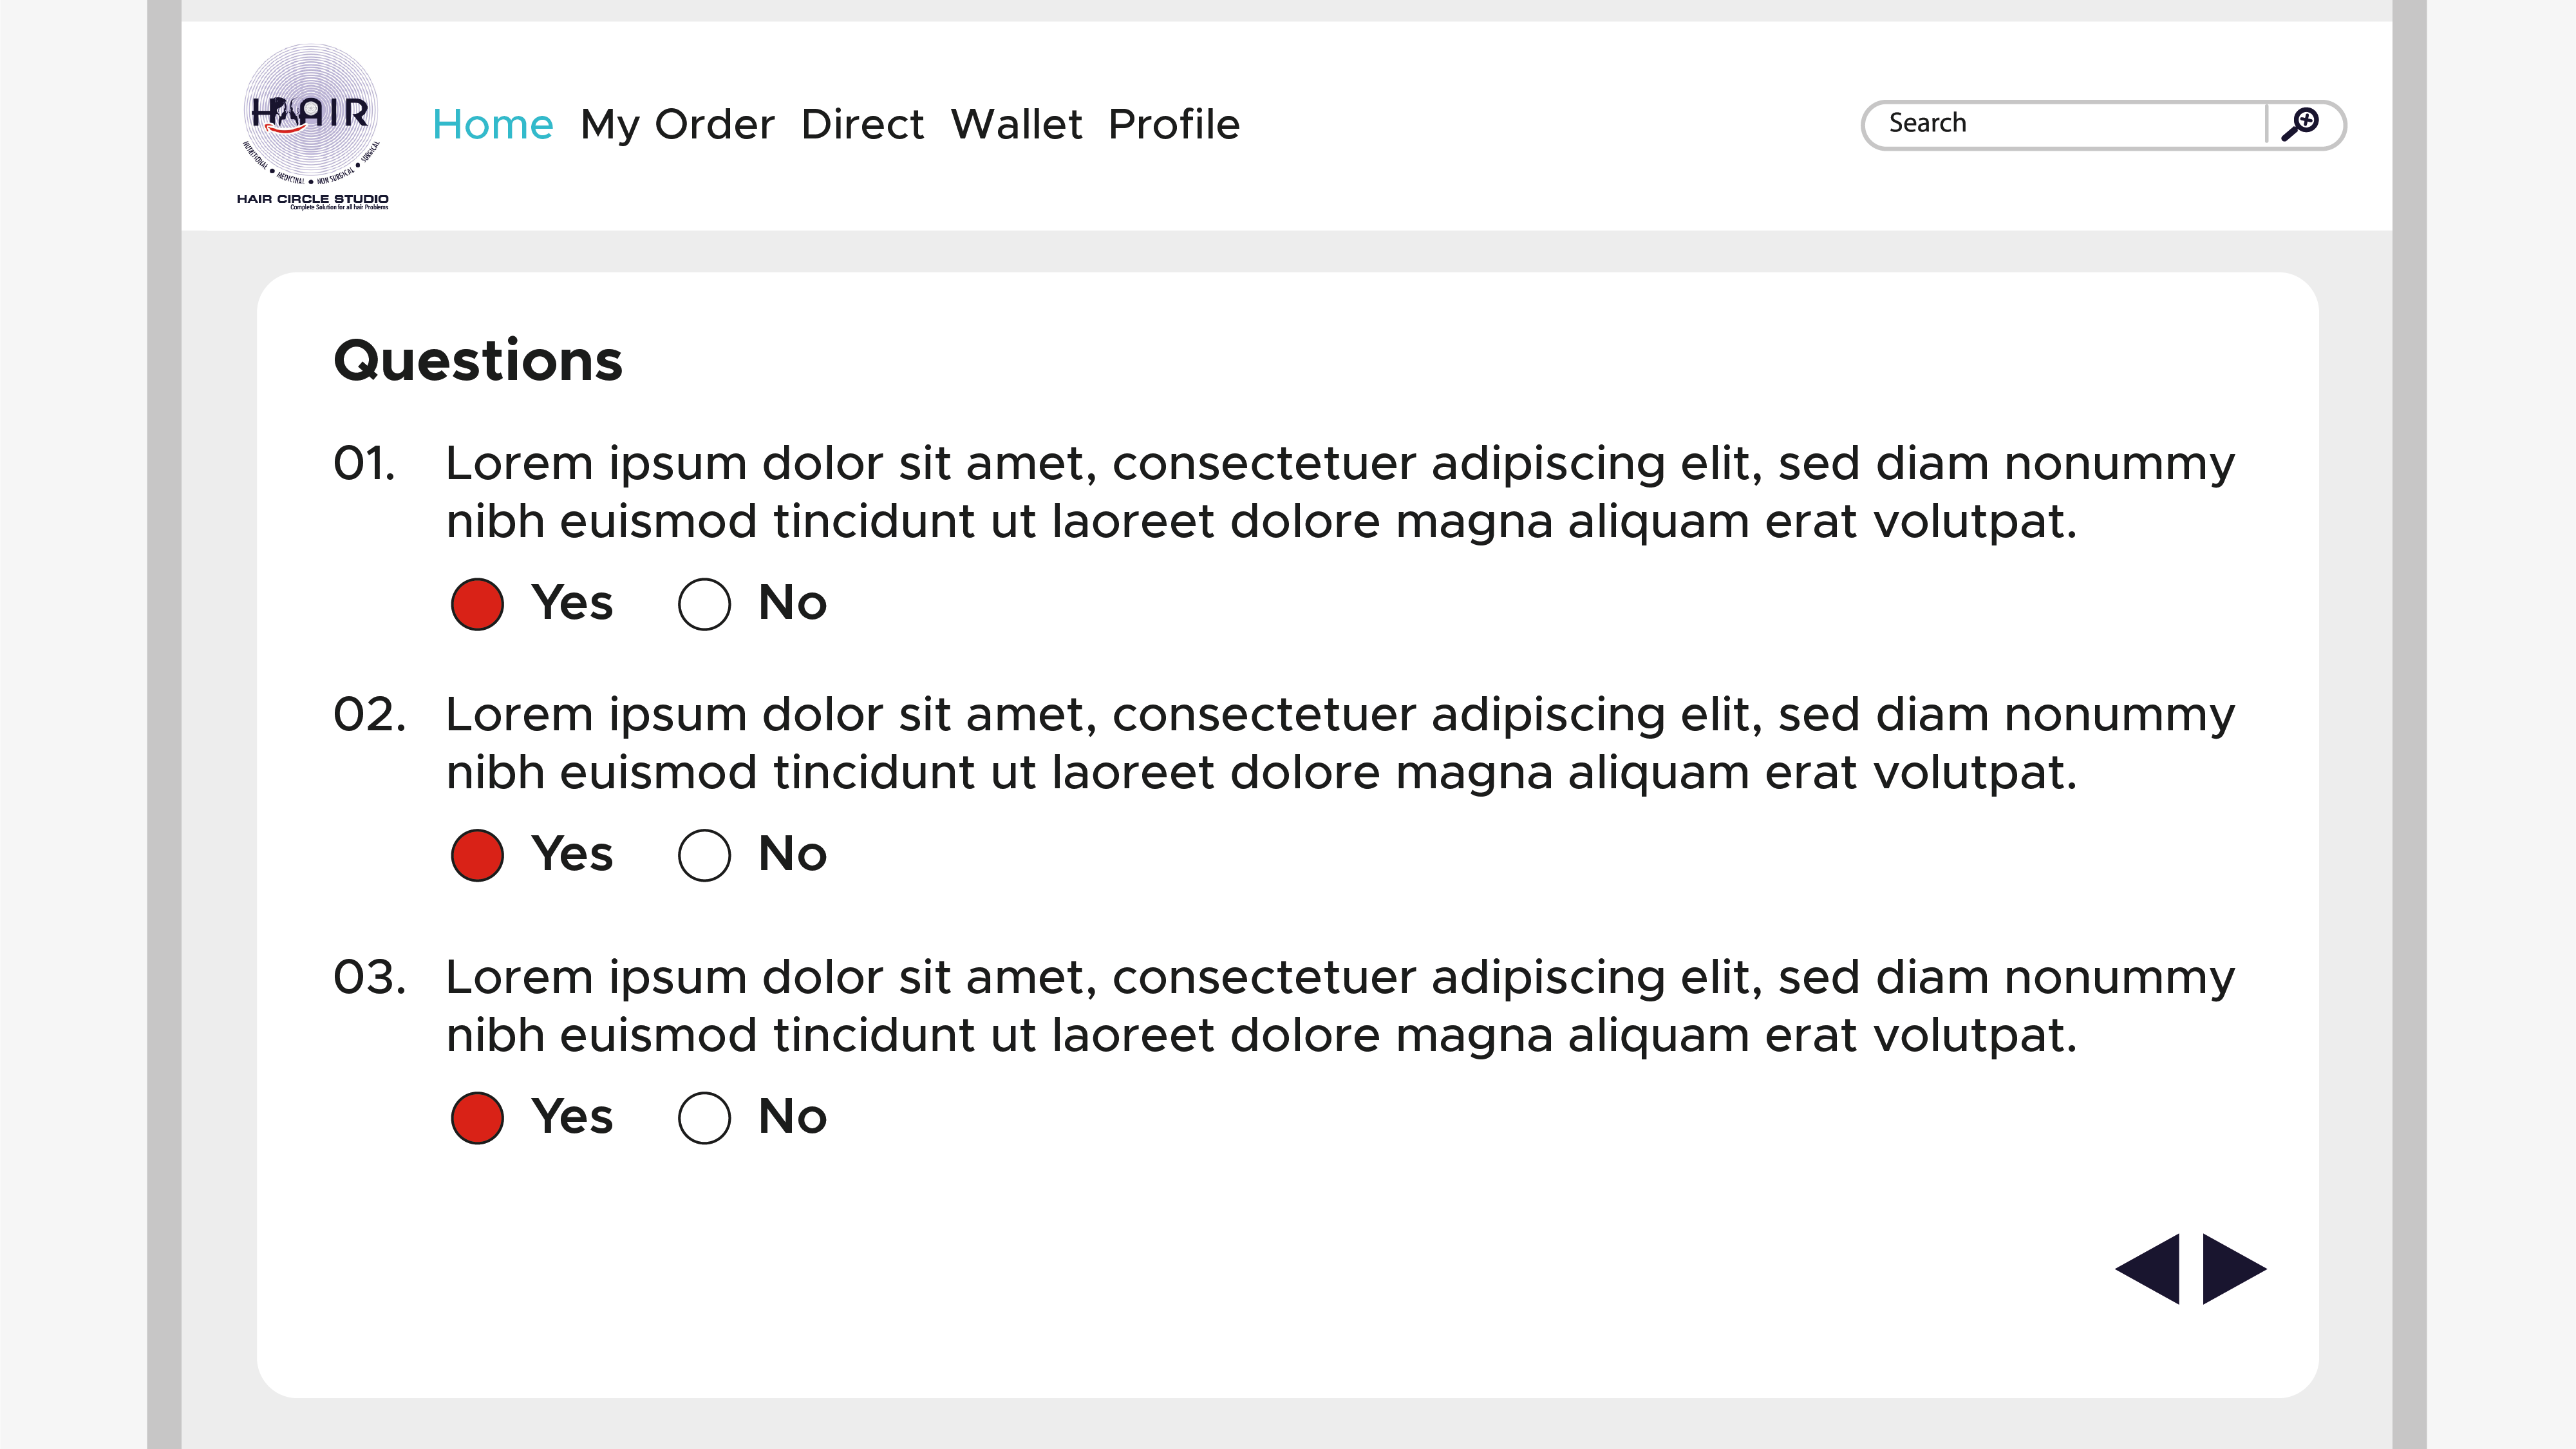 HAIR
NUTRITIONAL • MEDICINAL • NON SURGICAL • SURGICAL
HAIR CIRCLE STUDIO
Complete Solution for all hair Problems
Home My Order Direct Wallet Profile
Search
Questions
01. Lorem ipsum dolor sit amet, consectetuer adipiscing elit, sed diam nonummy
nibh euismod tincidunt ut laoreet dolore magna aliquam erat volutpat.
Yes No
02. Lorem ipsum dolor sit amet, consectetuer adipiscing elit, sed diam nonummy
nibh euismod tincidunt ut laoreet dolore magna aliquam erat volutpat.
Yes No
03. Lorem ipsum dolor sit amet, consectetuer adipiscing elit, sed diam nonummy
nibh euismod tincidunt ut laoreet dolore magna aliquam erat volutpat.
Yes No